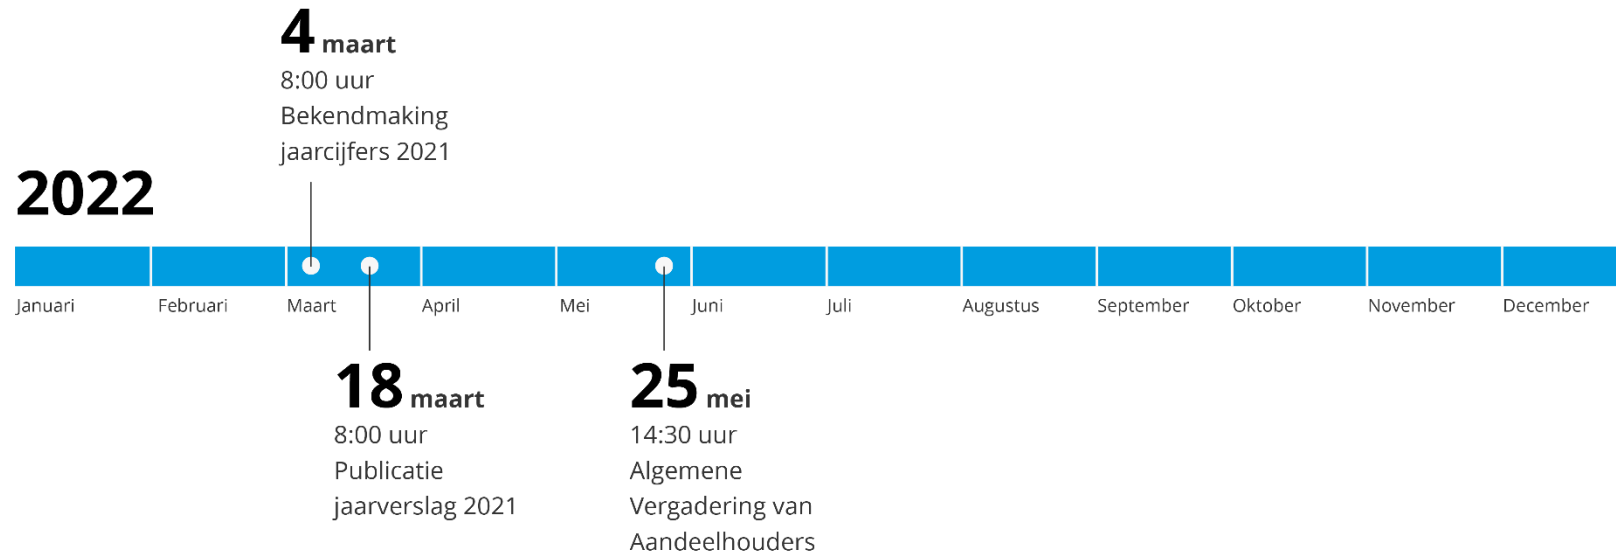 4 maart
8:00 uur
Bekendmaking
jaarcijfers 2021
2022
Januari Februari Maart April Mei Juni Juli Augustus September Oktober November December
18 maart
8:00 uur
Publicatie
jaarverslag 2021
25 mei
14:30 uur
Algemene
Vergadering van
Aandeelhouders